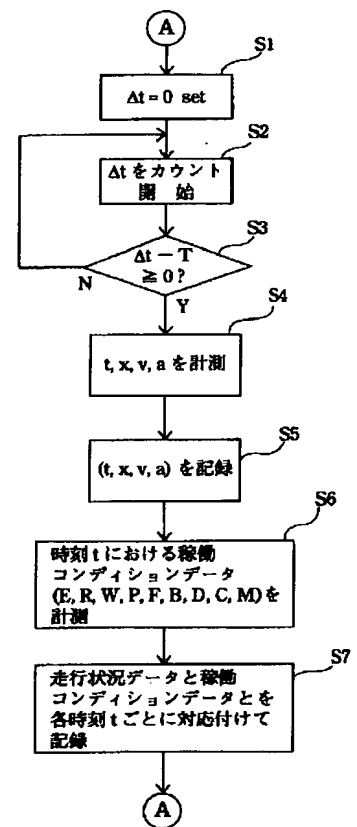 A
S1
Δt = 0 set
S2
Δtをカウント
開 始
S3
Δt − T
≧ 0 ?
N
Y
S4
t, x, v, a を計測
S5
(t, x, v, a) を記録
S6
時刻 t における稼働
コンディションデータ
(E, R, W, P, F, B, D, C, M) を
計測
S7
走行状況データと稼働
コンディションデータとを
各時刻 t ごとに対応付けて
記録
A